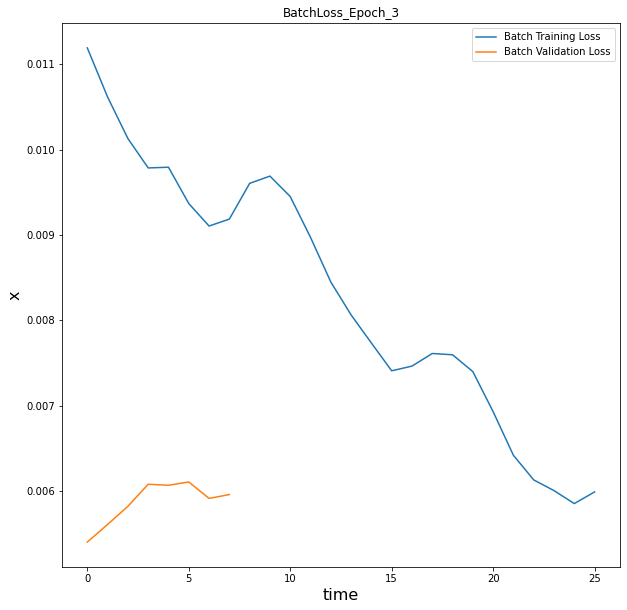 BatchLoss_Epoch_3
Batch Training Loss
Batch Validation Loss
0.011
0.010
0.009
0.008
0.007
0.006
x
0 5 10 15 20 25
time